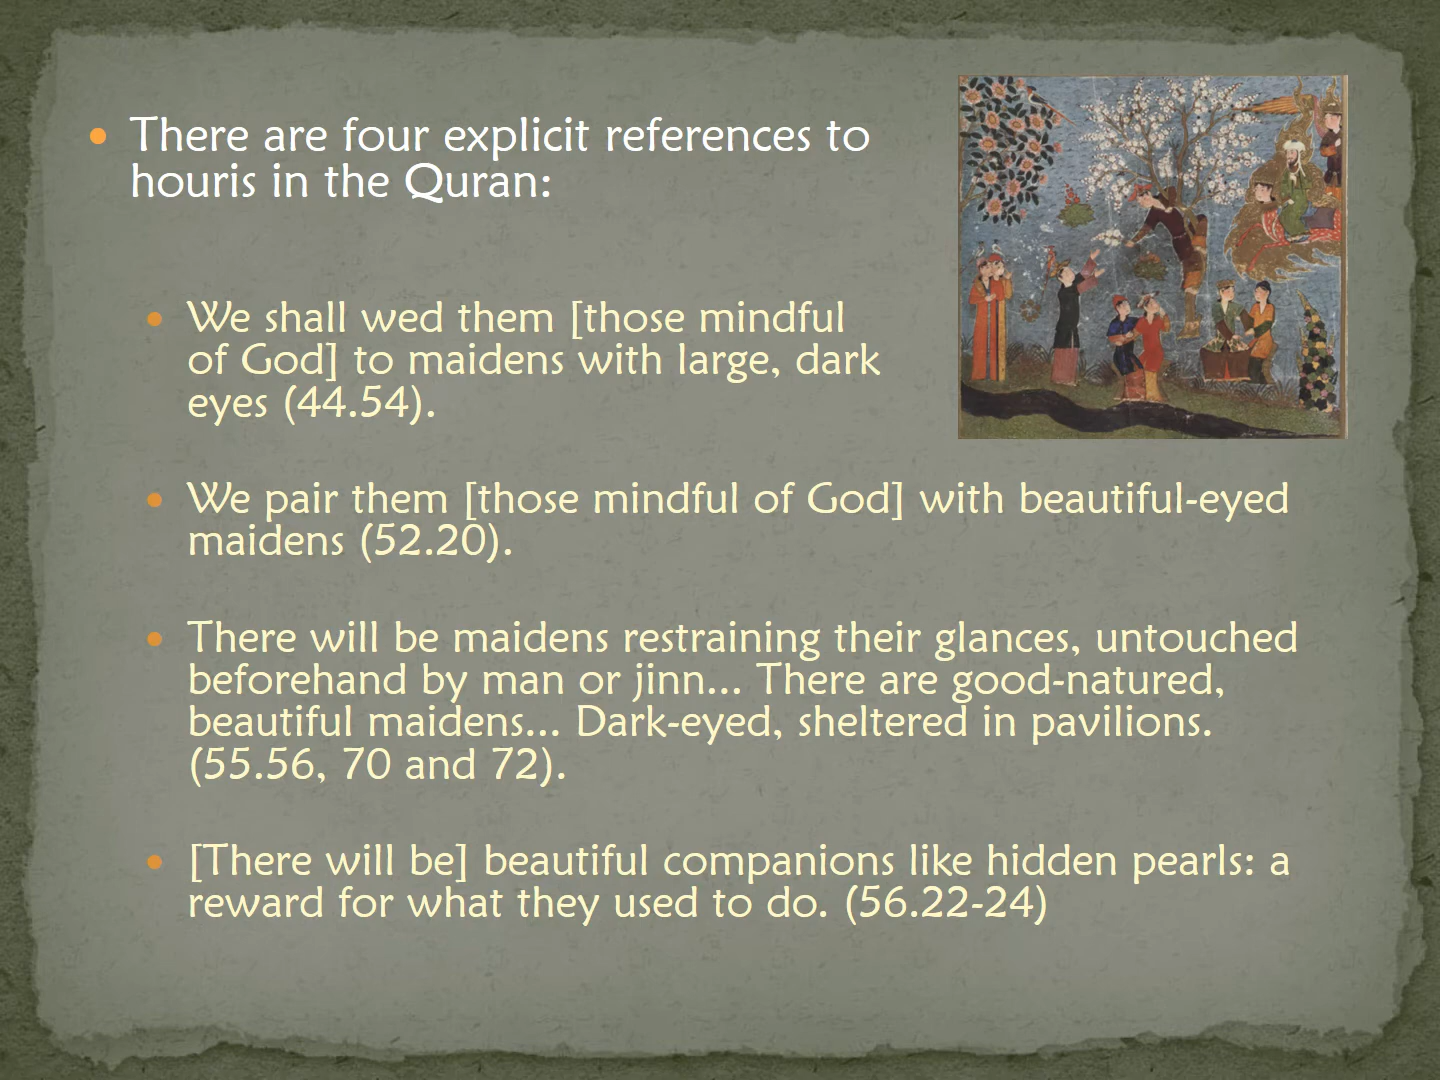 There are four explicit references to
houris in the Quran:
We shall wed them [those mindful
of God] to maidens with large, dark
eyes (44.54).
We pair them [those mindful of God] with beautiful-eyed
maidens (52.20).
There will be maidens restraining their glances, untouched
beforehand by man or jinn... There are good-natured,
beautiful maidens... Dark-eyed, sheltered in pavilions.
(55.56, 70 and 72).
[There will be] beautiful companions like hidden pearls: a
reward for what they used to do. (56.22-24)